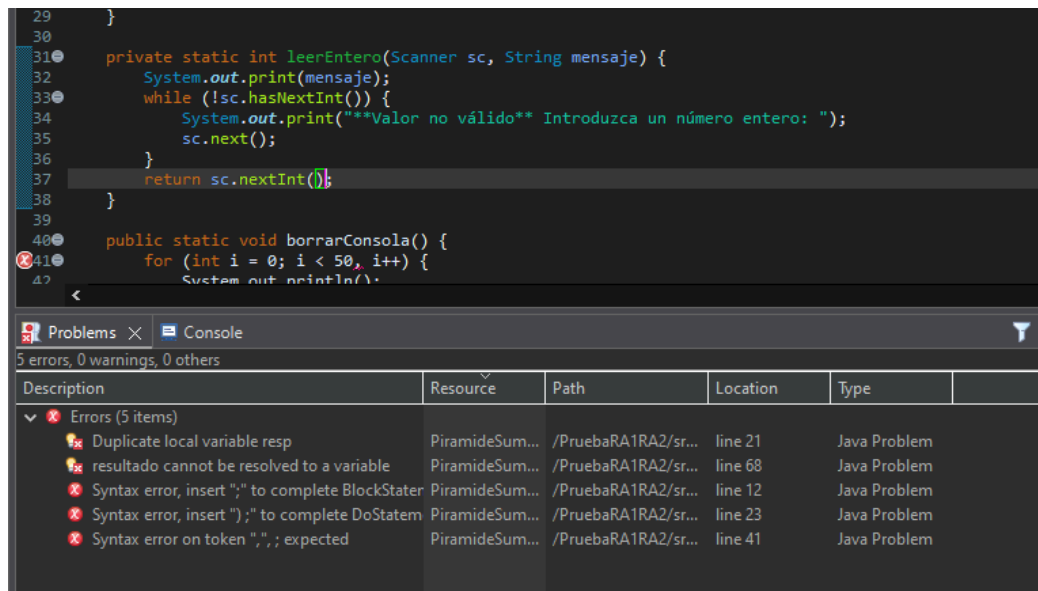 29 }
30
31 private static int leerEntero(Scanner sc, String mensaje) {
32 System.out.print(mensaje);
33 while (!sc.hasNextInt()) {
34 System.out.print("**Valor no válido** Introduzca un número entero: ");
35 sc.next();
36 }
37 return sc.nextInt();
38 }
39
40 public static void borrarConsola() {
41 for (int i = 0; i < 50, i++) {
42 System.out.println();
Problems Console
5 errors, 0 warnings, 0 others
Description Resource Path Location Type
Errors (5 items)
Duplicate local variable resp PiramideSum... /PruebaRA1RA2/sr... line 21 Java Problem
resultado cannot be resolved to a variable PiramideSum... /PruebaRA1RA2/sr... line 68 Java Problem
Syntax error, insert ";" to complete BlockStater PiramideSum... /PruebaRA1RA2/sr... line 12 Java Problem
Syntax error, insert ") ;" to complete DoStatem PiramideSum... /PruebaRA1RA2/sr... line 23 Java Problem
Syntax error on token ",", ; expected PiramideSum... /PruebaRA1RA2/sr... line 41 Java Problem